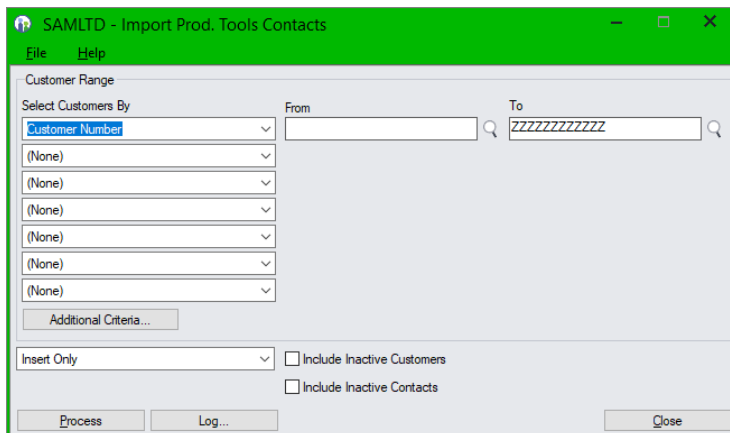 SAMLTD - Import Prod. Tools Contacts
File Help
Customer Range
Select Customers By From To
Customer Number ZZZZZZZZZZZZ
(None)
(None)
(None)
(None)
(None)
(None)
Additional Criteria...
Insert Only Include Inactive Customers
Include Inactive Contacts
Process Log... Close